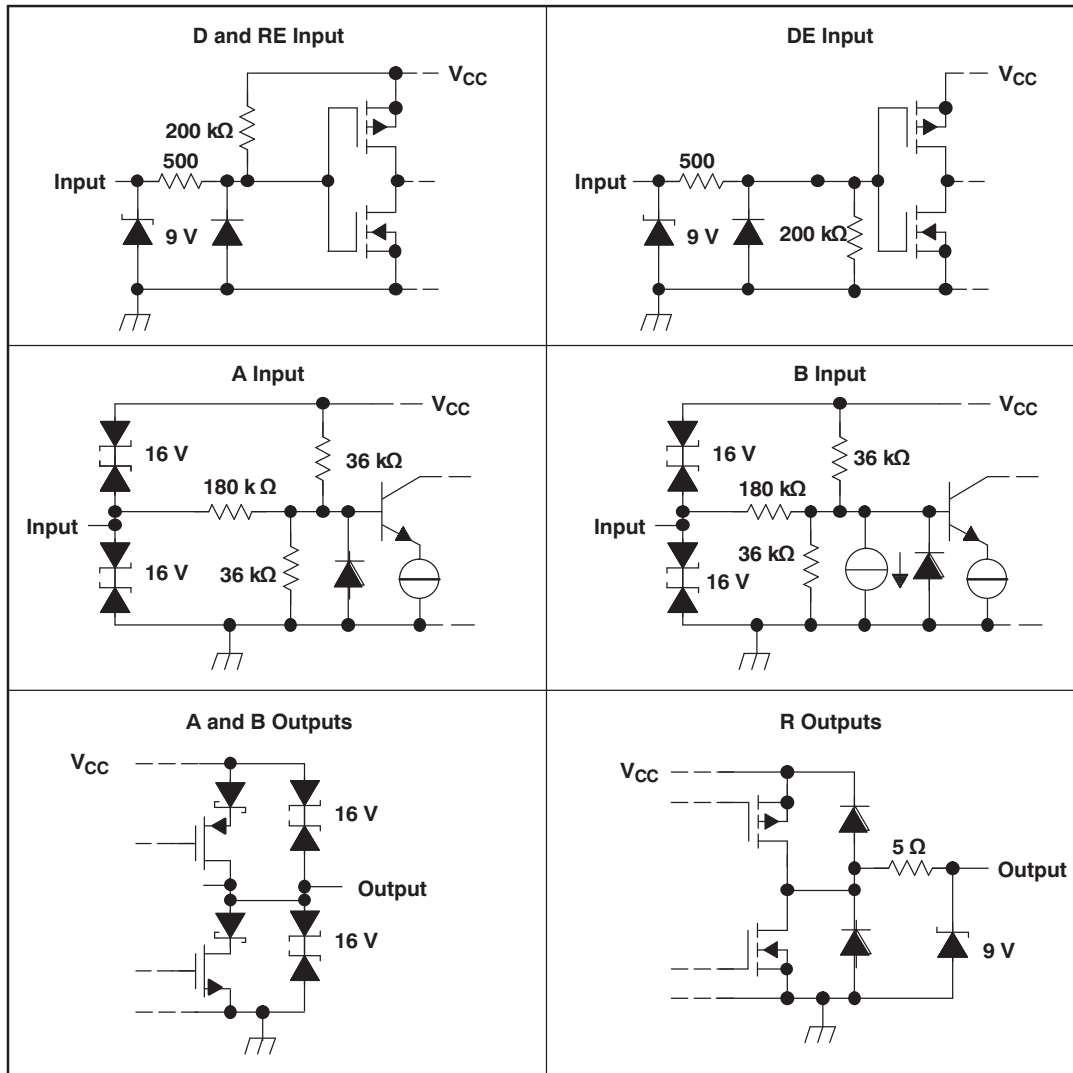 D and RE Input
VCC
200 kΩ
500
Input
9 V
DE Input
VCC
500
Input
9 V
200 kΩ
A Input
VCC
16 V
36 kΩ
180 k Ω
Input
16 V
36 kΩ
B Input
VCC
16 V
36 kΩ
180 kΩ
Input
36 kΩ
16 V
A and B Outputs
VCC
16 V
Output
16 V
R Outputs
VCC
5 Ω
Output
9 V